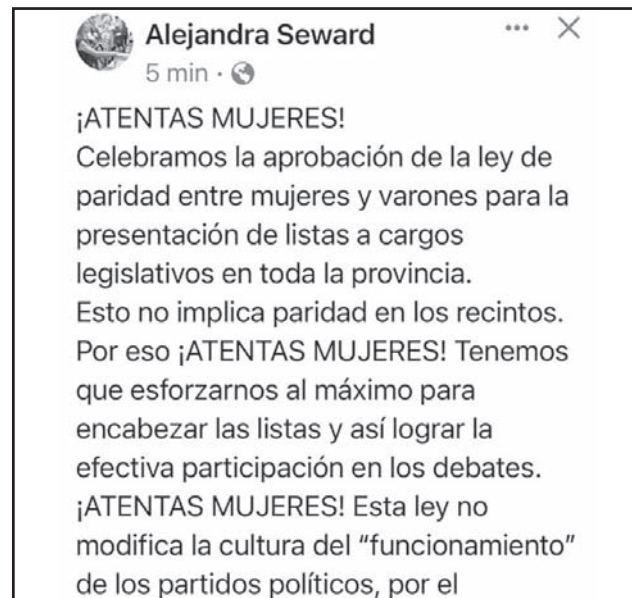 Alejandra Seward
5 min ·
¡ATENTAS MUJERES!
Celebramos la aprobación de la ley de
paridad entre mujeres y varones para la
presentación de listas a cargos
legislativos en toda la provincia.
Esto no implica paridad en los recintos.
Por eso ¡ATENTAS MUJERES! Tenemos
que esforzarnos al máximo para
encabezar las listas y así lograr la
efectiva participación en los debates.
¡ATENTAS MUJERES! Esta ley no
modifica la cultura del “funcionamiento”
de los partidos políticos, por el